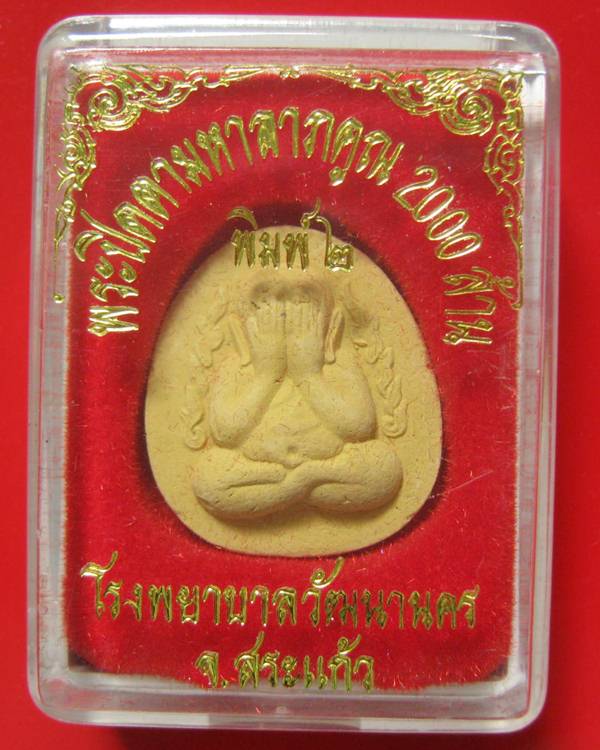 พระปิดตามหาลาภคูณ 2000 ล้าน
พิมพ์ ๒
โรงพยาบาลวัฒนานคร
จ.สระแก้ว